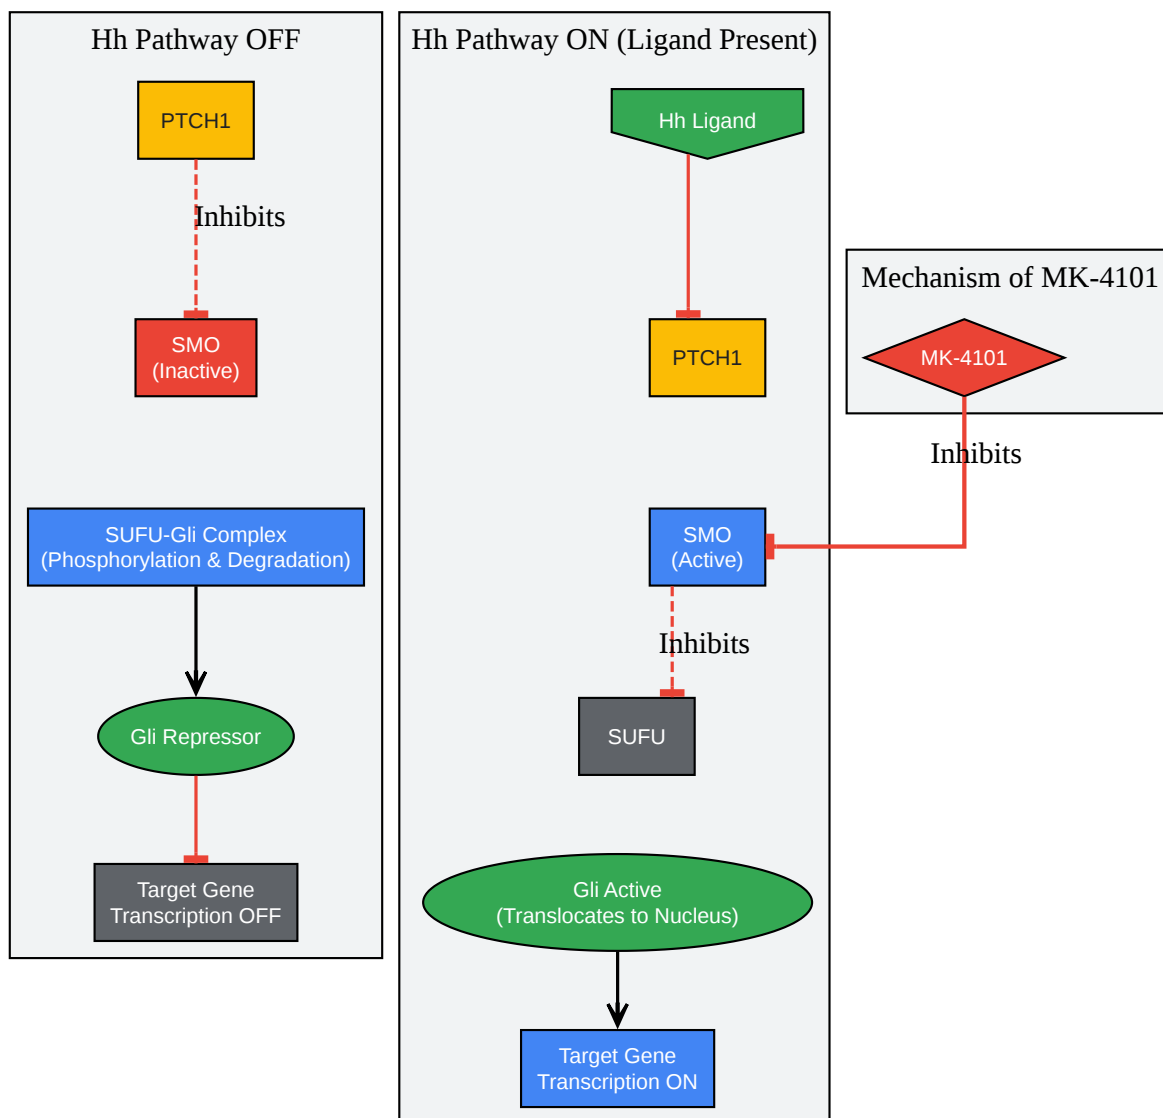 Hh Pathway OFF
PTCH1
Inhibits
SMO
(Inactive)
SUFU-Gli Complex
(Phosphorylation & Degradation)
Gli Repressor
Target Gene
Transcription OFF
Hh Pathway ON (Ligand Present)
Hh Ligand
PTCH1
SMO
(Active)
Inhibits
SUFU
Gli Active
(Translocates to Nucleus)
Target Gene
Transcription ON
Mechanism of MK-4101
MK-4101
Inhibits